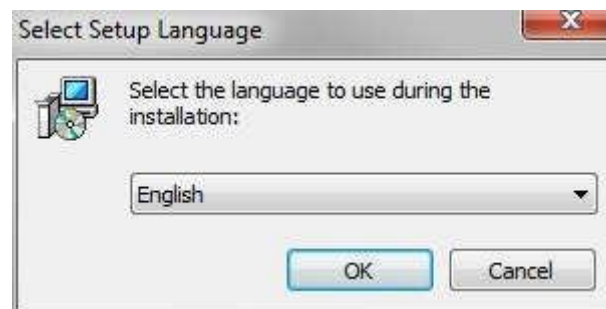 Select Setup Language
Select the language to use during the
installation:
English
OK
Cancel